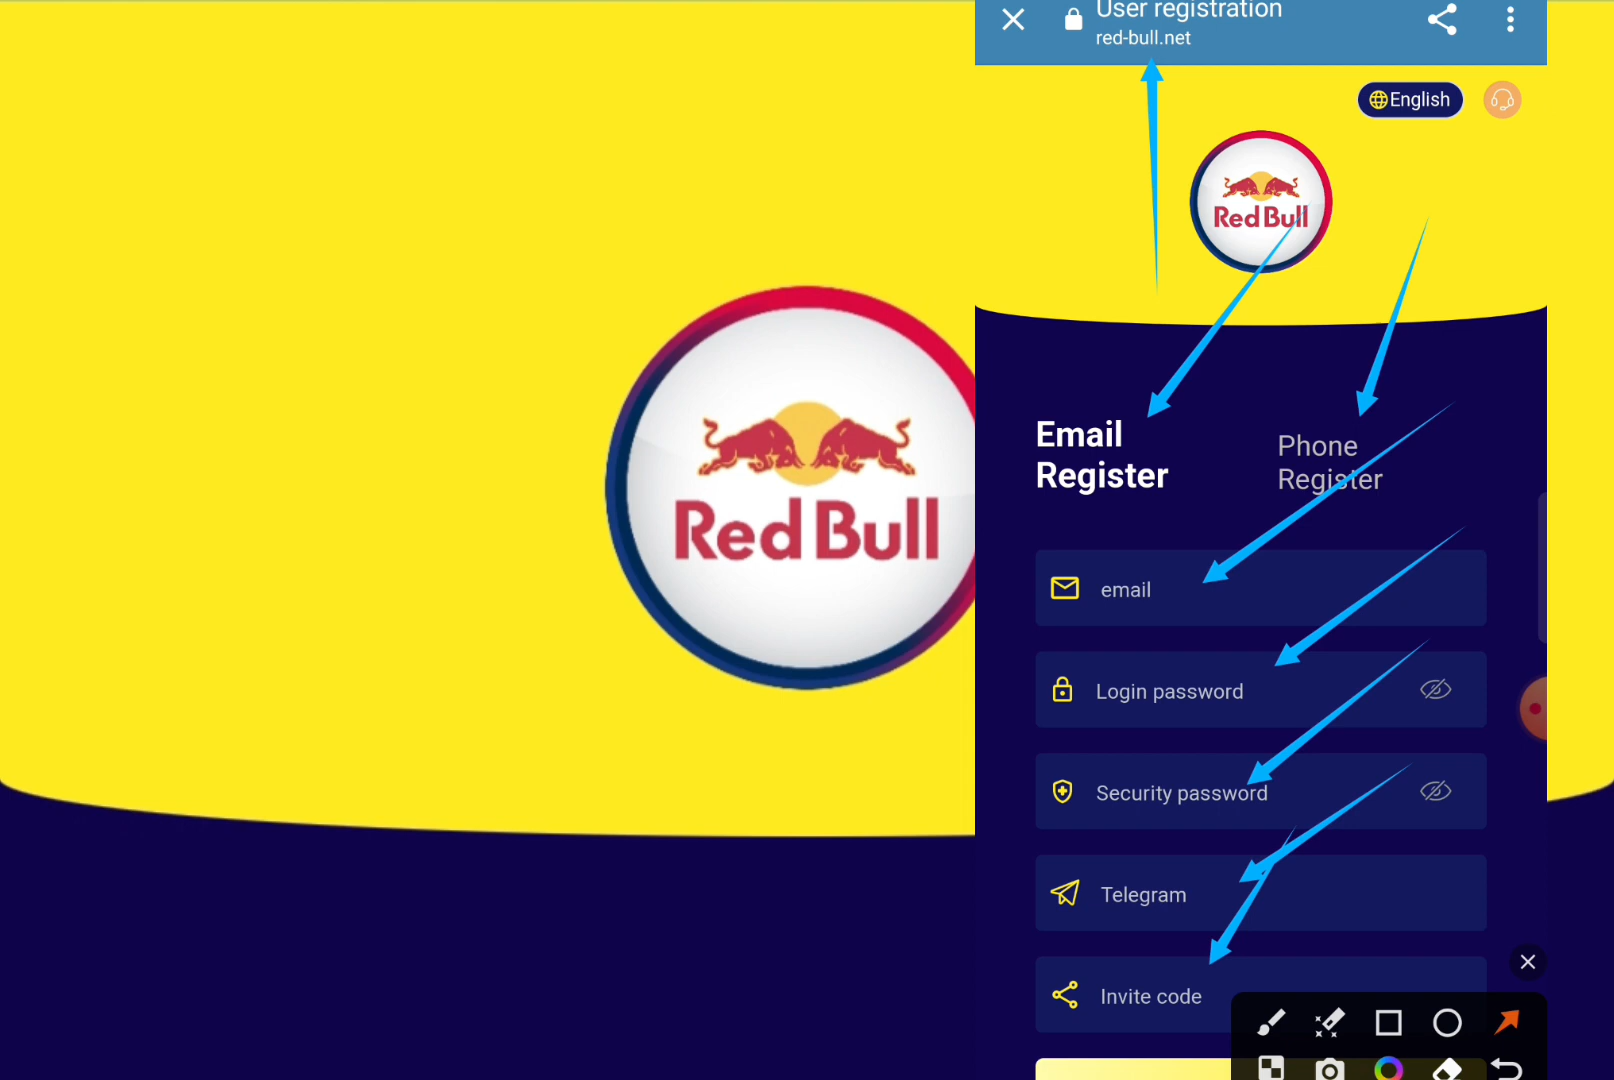 Red Bull
User registration
red-bull.net
English
Red Bull
Email
Register
Phone
Register
email
Login password
Security password
Telegram
Invite code